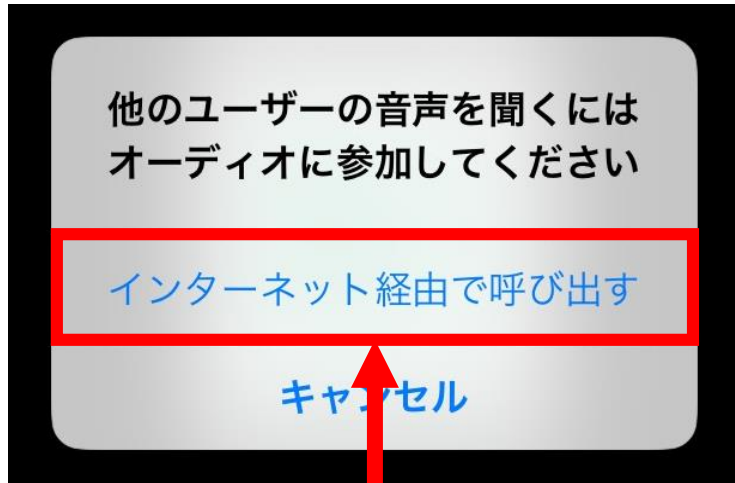 他のユーザーの音声を聞くには
オーディオに参加してください
インターネット経由で呼び出す
キャンセル